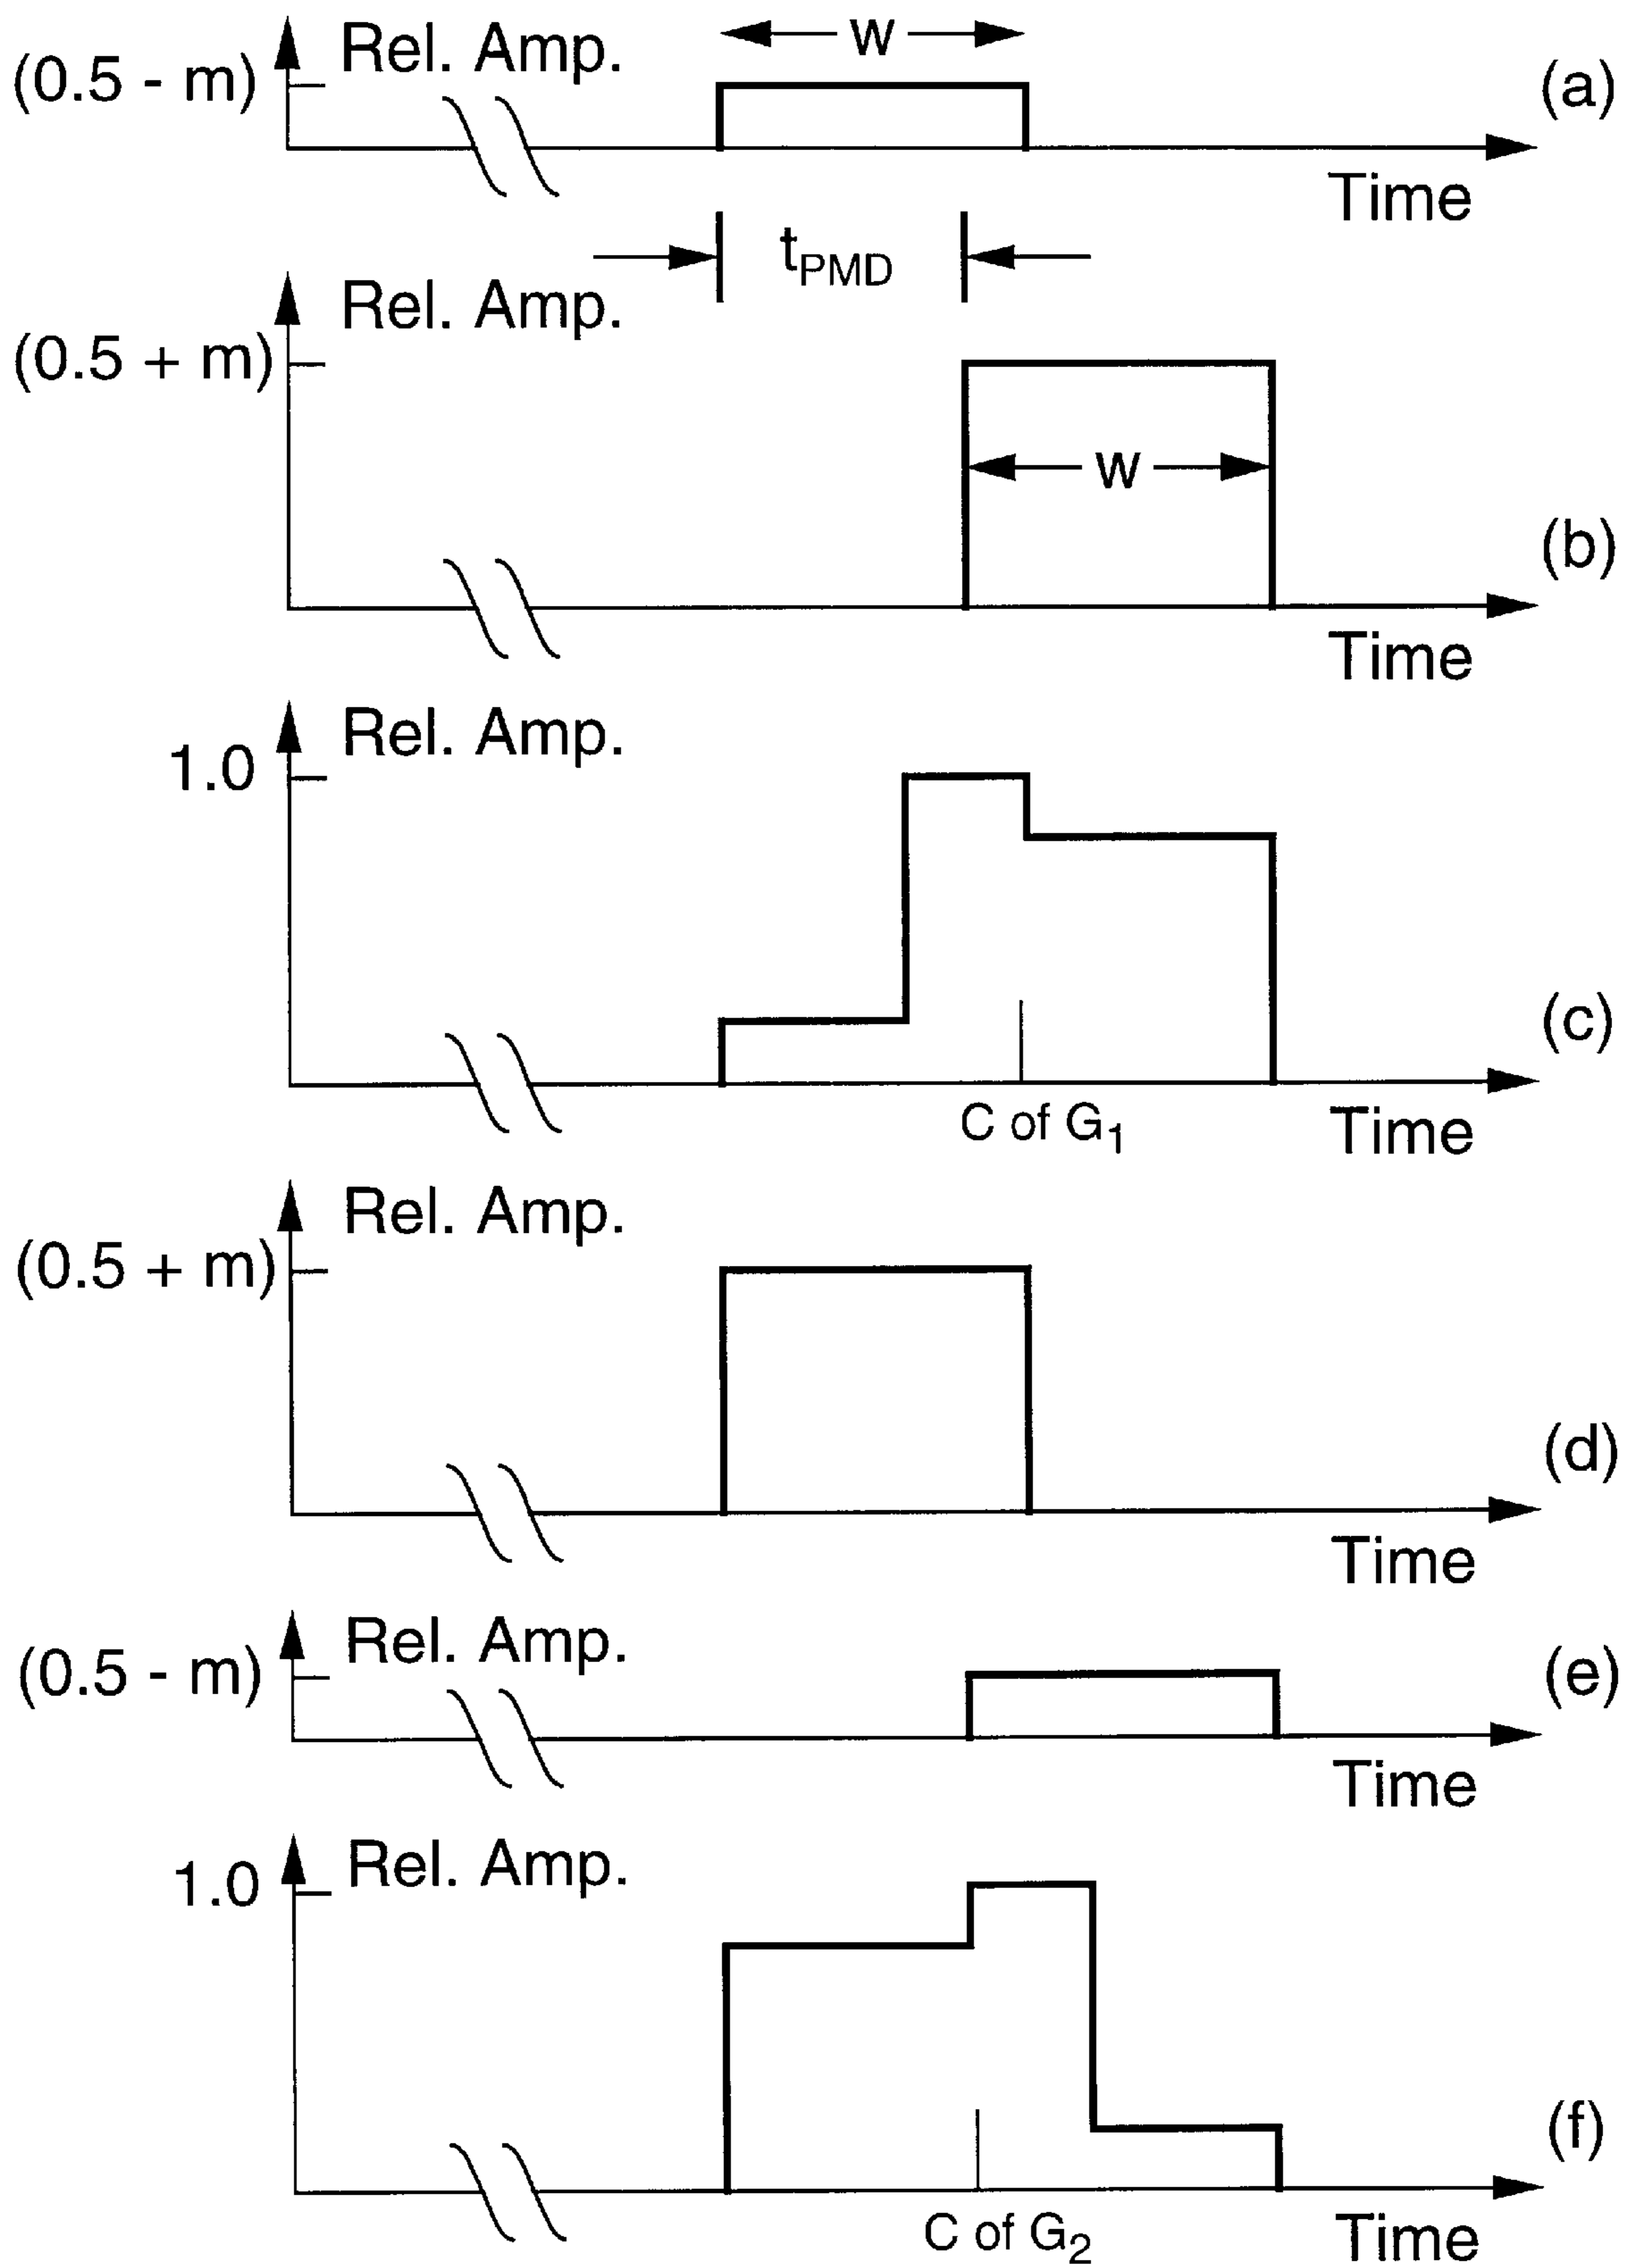 (0.5 - m) Rel. Amp. w (a)
Time
tPMD
Rel. Amp.
(0.5 + m)
w
(b)
Time
Rel. Amp.
1.0
(c)
C of G1 Time
Rel. Amp.
(0.5 + m)
(d)
Time
Rel. Amp.
(0.5 - m) (e)
Time
Rel. Amp.
1.0
(f)
C of G2 Time